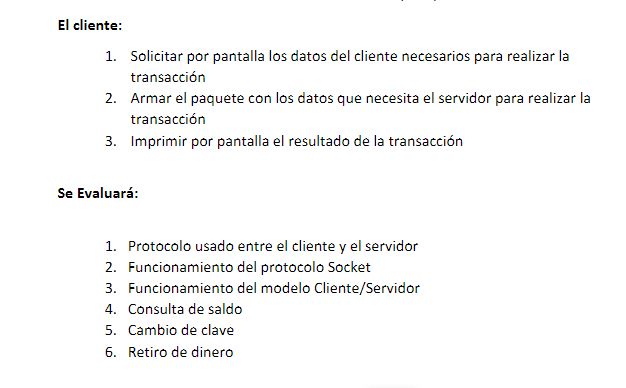 El cliente:
1. Solicitar por pantalla los datos del cliente necesarios para realizar la
transacción
2. Armar el paquete con los datos que necesita el servidor para realizar la
transacción
3. Imprimir por pantalla el resultado de la transacción
Se Evaluará:
1. Protocolo usado entre el cliente y el servidor
2. Funcionamiento del protocolo Socket
3. Funcionamiento del modelo Cliente/Servidor
4. Consulta de saldo
5. Cambio de clave
6. Retiro de dinero